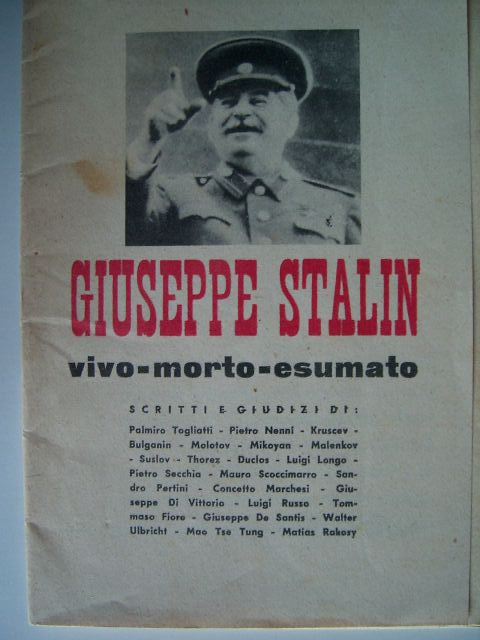 GIUSEPPE STALIN
vivo-morto-esumato
SCRITTI E GIUDIZI DI:
Palmiro Togliatti - Pietro Nenni - Kruscev -
Bulganin - Molotov - Mikoyan - Malenkov
- Suslov - Thorez - Duclos - Luigi Longo -
Pietro Secchia - Mauro Scoccimarro - San-
dro Pertini - Concetto Marchesi - Giu-
seppe Di Vittorio - Luigi Russo - Tom-
maso Fiore - Giuseppe De Santis - Walter
Ulbricht - Mao Tse Tung - Matias Rakosy